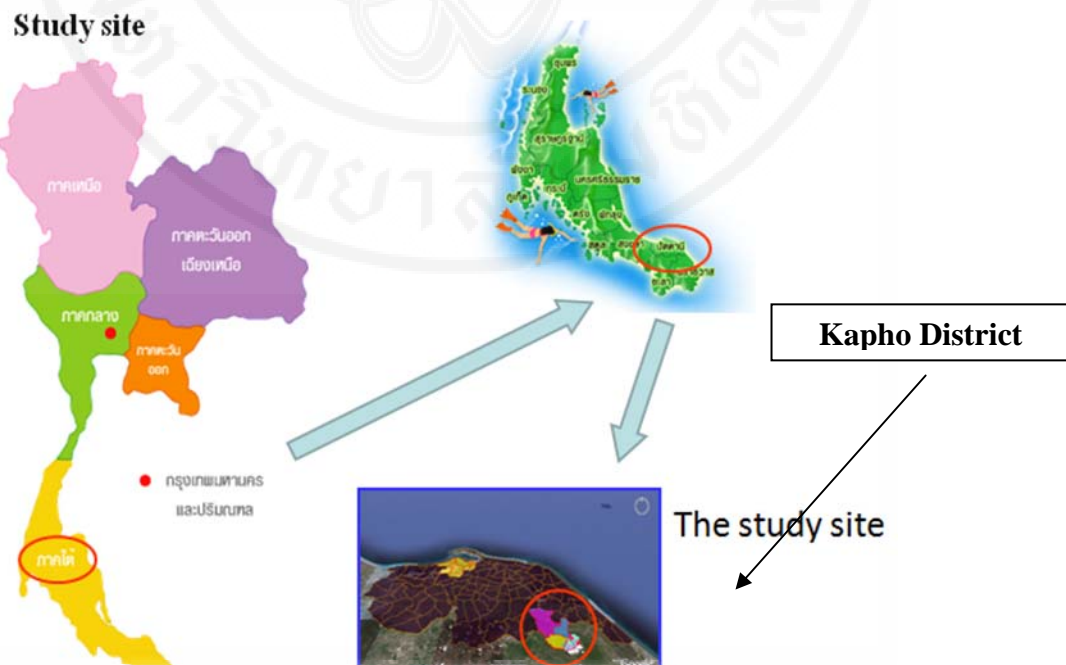 Study site
ภาคเหนือ
ภาคตะวันออก
เฉียงเหนือ
ภาคกลาง
ภาคตะวัน
ออก
กรุงเทพมหานคร
และปริมณฑล
ภาคใต้
ชุมพร
ระนอง
สุราษฎร์ธานี
พังงา
กระบี่
นครศรีธรรมราช
ภูเก็ต
ตรัง
พัทลุง
สตูล
สงขลา
ปัตตานี
นราธิวาส
ยะลา
Kapho District
The study site